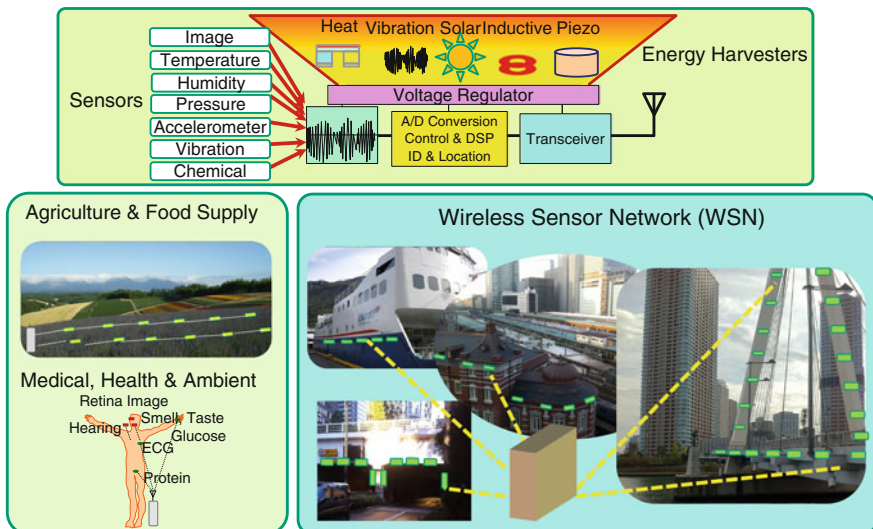 Heat Vibration Solar Inductive Piezo
Energy Harvesters
Sensors
Image
Temperature
Humidity
Pressure
Accelerometer
Vibration
Chemical
Voltage Regulator
A/D Conversion
Control & DSP
ID & Location
Transceiver
Agriculture & Food Supply
Medical, Health & Ambient
Retina Image
Smell Taste
Hearing
Glucose
ECG
Protein
Wireless Sensor Network (WSN)